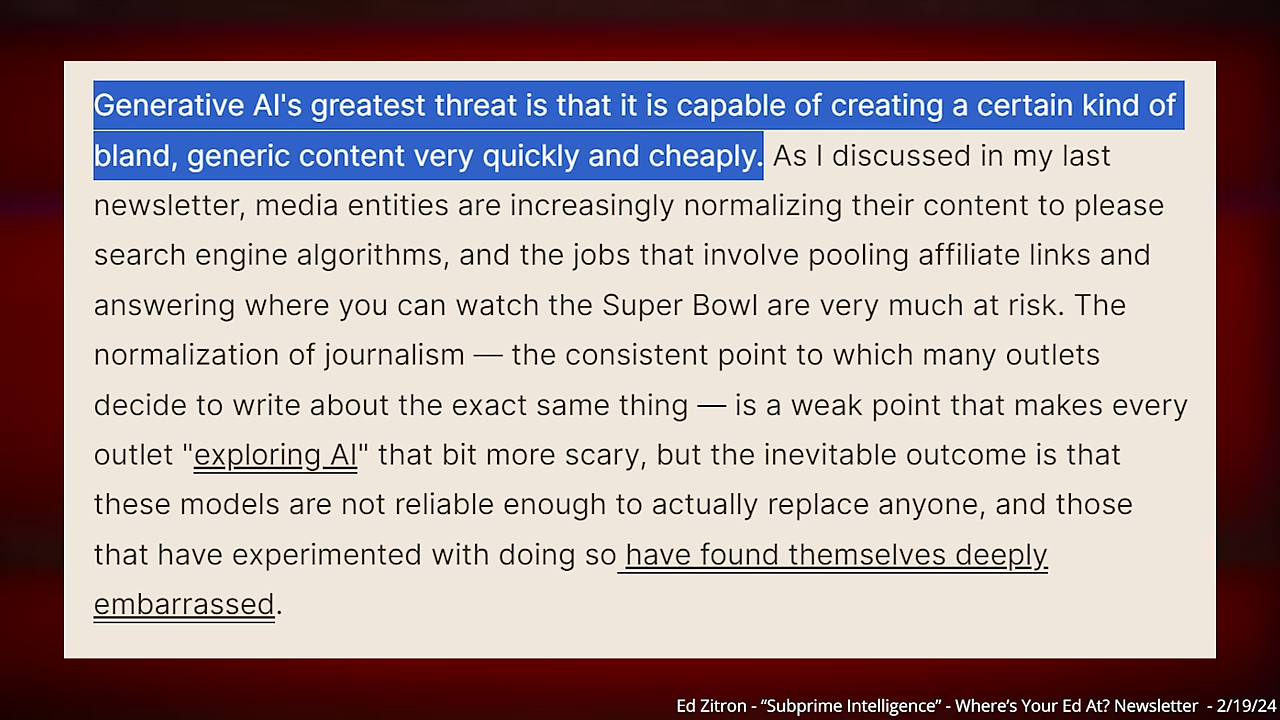 Generative AI's greatest threat is that it is capable of creating a certain kind of
bland, generic content very quickly and cheaply. As I discussed in my last
newsletter, media entities are increasingly normalizing their content to please
search engine algorithms, and the jobs that involve pooling affiliate links and
answering where you can watch the Super Bowl are very much at risk. The
normalization of journalism — the consistent point to which many outlets
decide to write about the exact same thing — is a weak point that makes every
outlet "exploring AI" that bit more scary, but the inevitable outcome is that
these models are not reliable enough to actually replace anyone, and those
that have experimented with doing so have found themselves deeply
embarrassed.
Ed Zitron - “Subprime Intelligence” - Where’s Your Ed At? Newsletter - 2/19/24